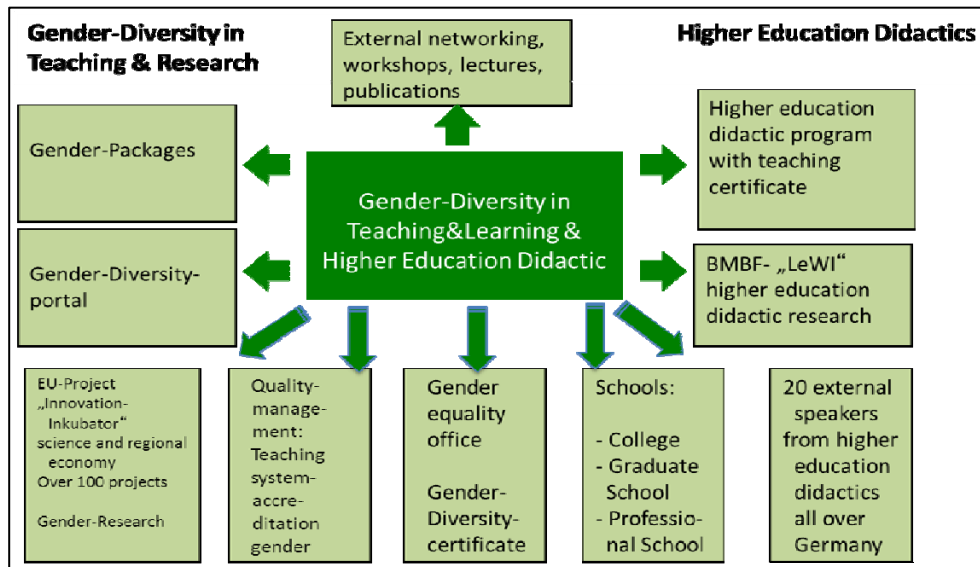 Gender-Diversity in
Teaching & Research
External networking,
workshops, lectures,
publications
Higher Education Didactics
Gender-Packages
Higher education
didactic program
with teaching
certificate
Gender-Diversity in
Teaching&Learning &
Higher Education Didactic
Gender-Diversity-
portal
BMBF- „LeWI“
higher education
didactic research
EU-Project
„Innovation-
Inkubator“
science and regional
economy
Over 100 projects
Gender-Research
Quality-
manage-
ment:
Teaching
system-
accre-
ditation
gender
Gender
equality
office
Gender-
Diversity-
certificate
Schools:
- College
- Graduate
School
- Professio-
nal School
20 external
speakers
from higher
education
didactics
all over
Germany